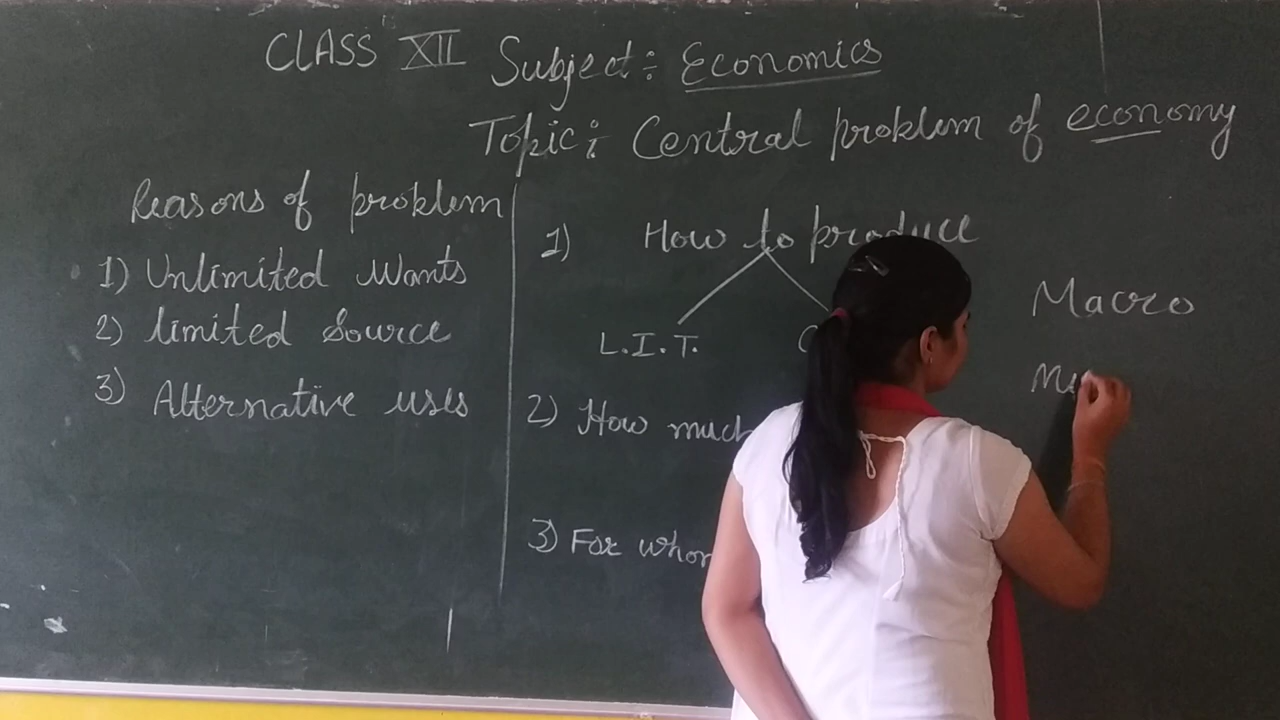 CLASS XII Subject: Economics
Topic: Central problem of economy
Reasons of problem
1) Unlimited Wants
2) limited Source
3) Alternative uses
1) How to produce
L.I.T.
2) How much
3) For
Macro